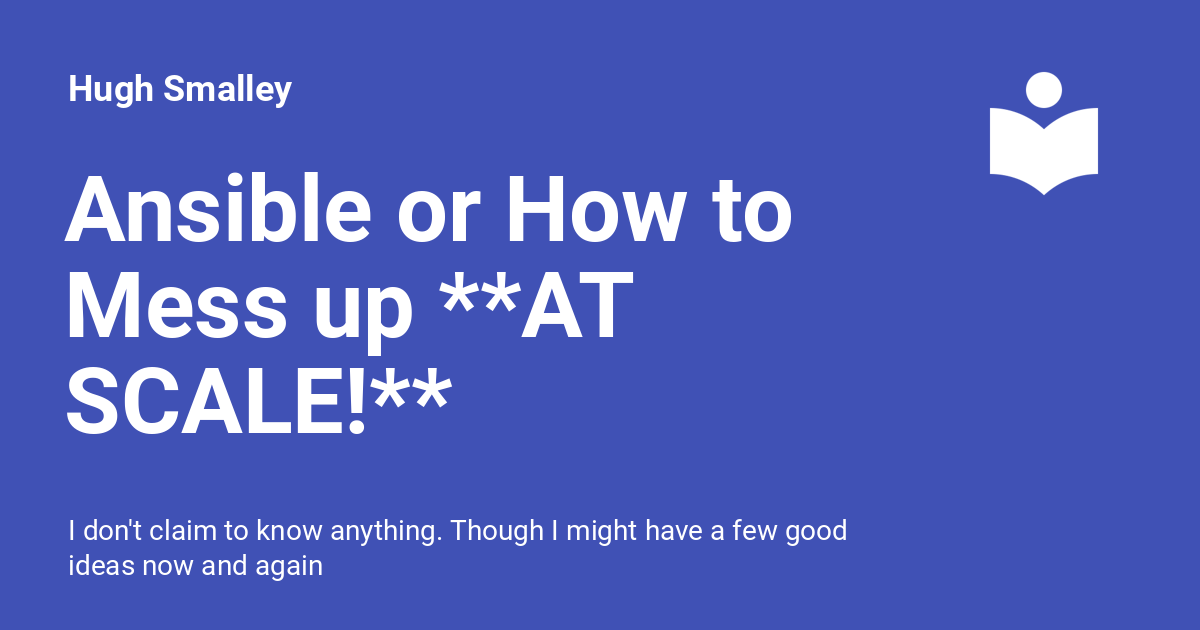 Hugh Smalley
Ansible or How to
Mess up **AT
SCALE!**
I don't claim to know anything. Though I might have a few good
ideas now and again